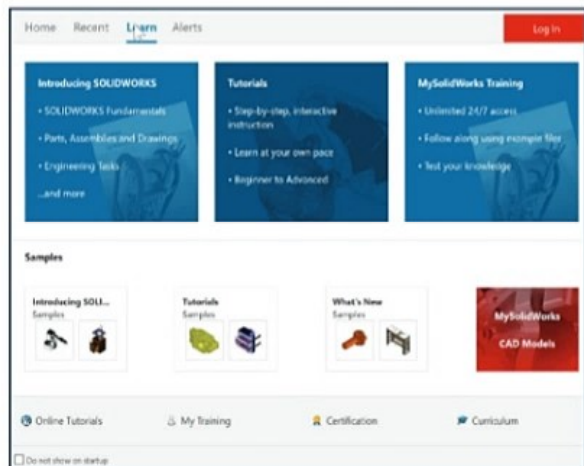 Home Recent Learn Alerts Log In
Introducing SOLIDWORKS
• SOLIDWORKS Fundamentals
• Parts, Assemblies and Drawings
• Engineering Tasks
...and more
Tutorials
• Step-by-step, interactive
instruction
• Learn at your own pace
• Beginner to Advanced
MySolidWorks Training
• Unlimited 24/7 access
• Follow along using example files
• Test your knowledge
Samples
Introducing SOLI...
Samples
Tutorials
Samples
What's New
Samples
MySolidWorks
CAD Models
Online Tutorials My Training Certification Curriculum
Do not show on startup